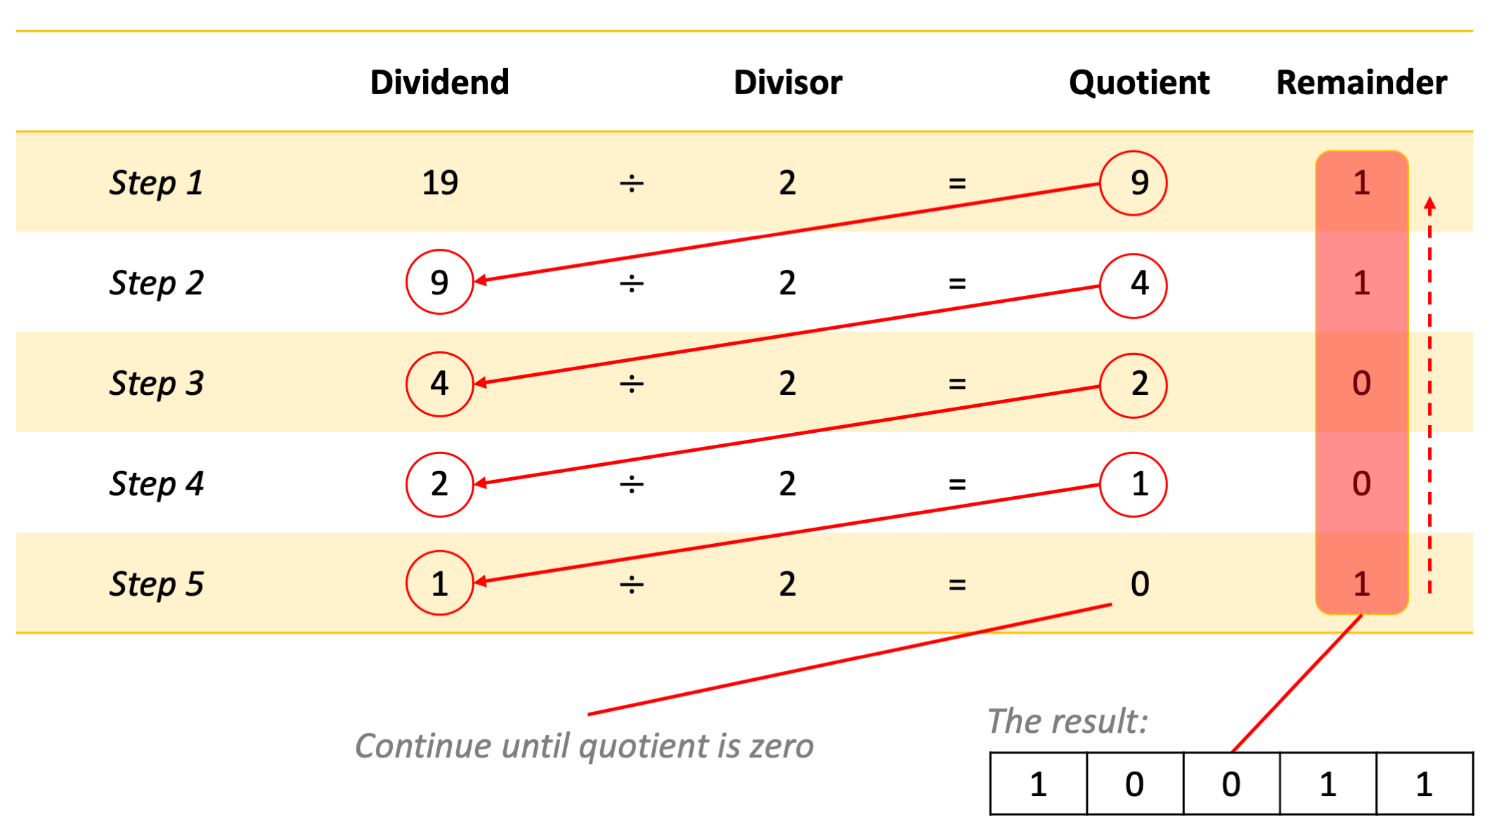 Dividend Divisor Quotient Remainder
Step 1 19 ÷ 2 = 9 1
Step 2 9 ÷ 2 = 4 1
Step 3 4 ÷ 2 = 2 0
Step 4 2 ÷ 2 = 1 0
Step 5 1 ÷ 2 = 0 1
Continue until quotient is zero
The result:
1 0 0 1 1